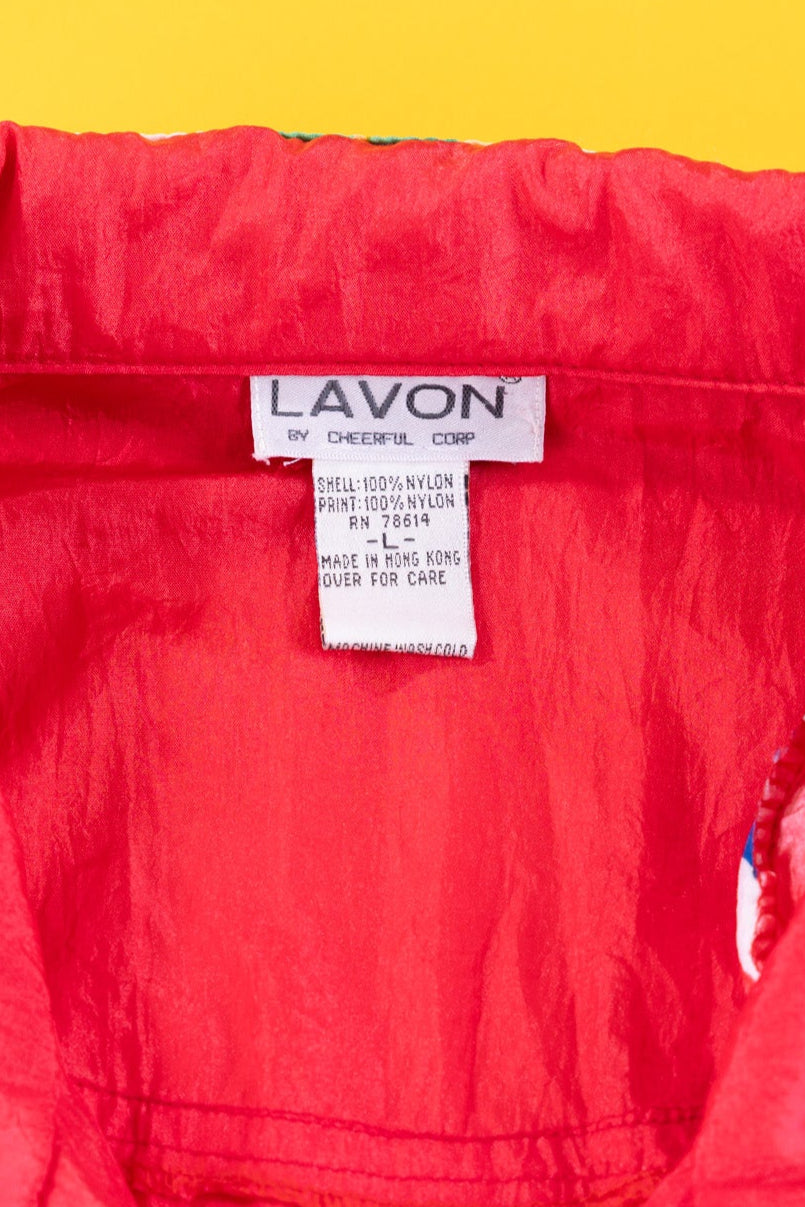 LAVON
BY CHEERFUL CORP
SHELL:100% NYLON
PRINT:100% NYLON
RN 78614
-L-
MADE IN HONG KONG
OVER FOR CARE
MACHINE WASH COLD